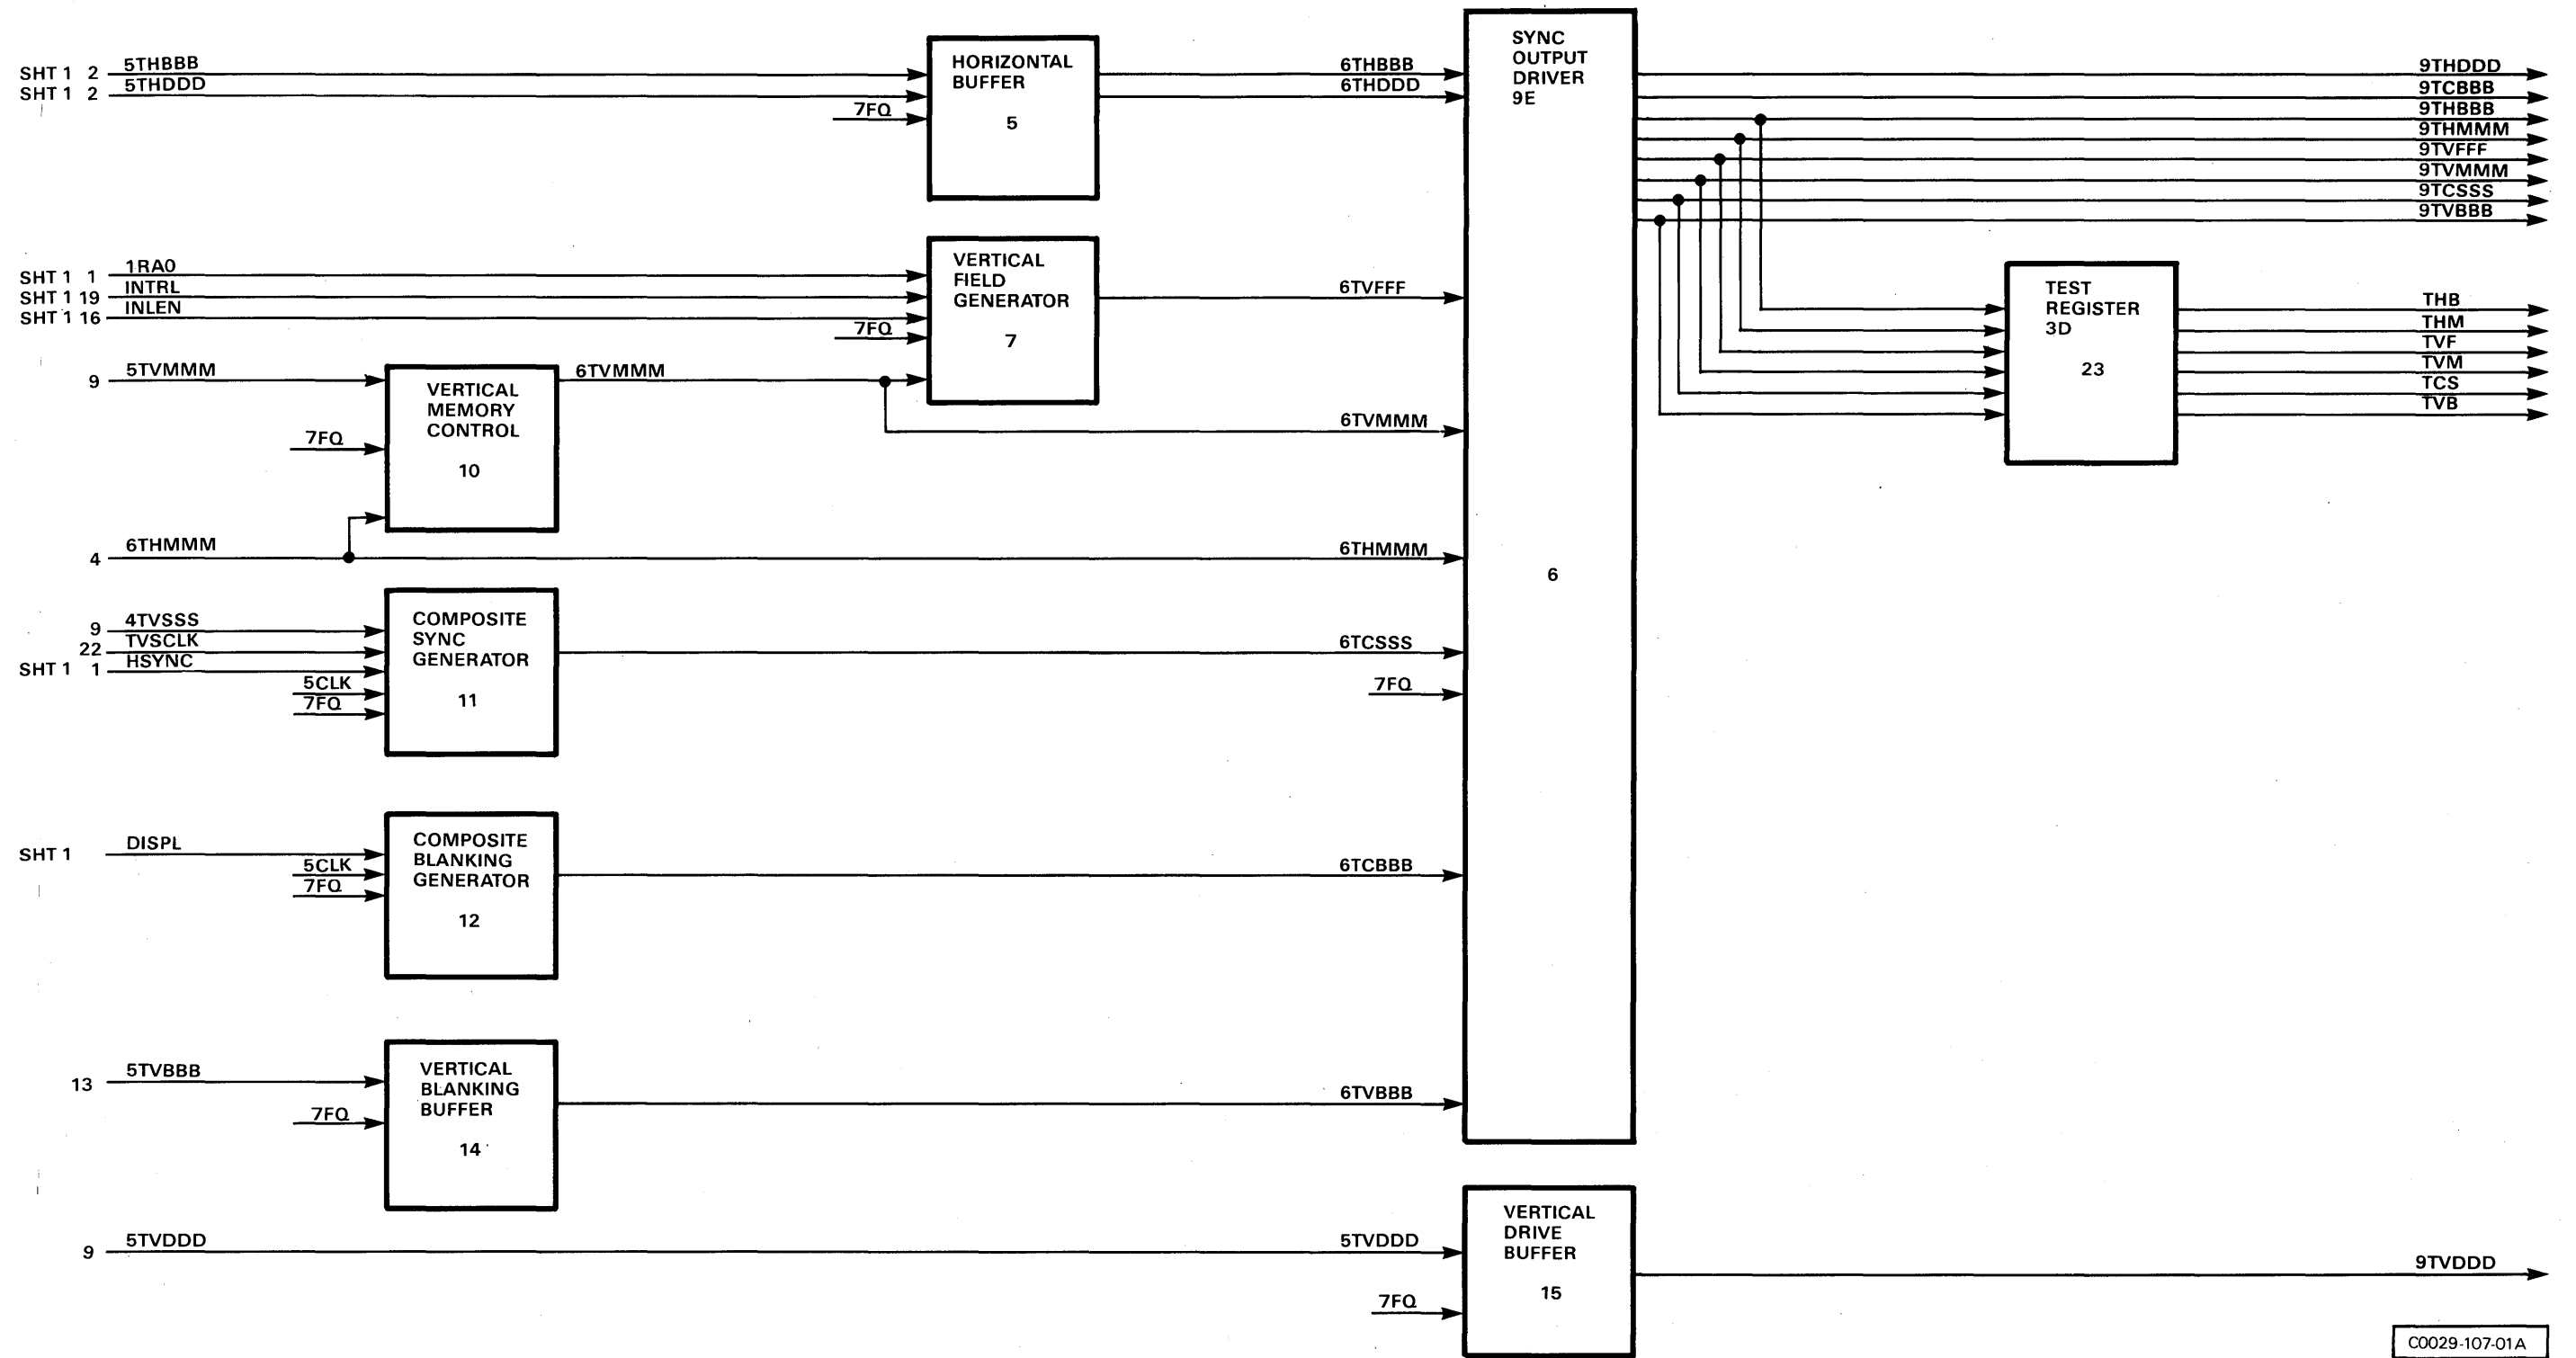 SHT 1 2 5THBBB
SHT 1 2 5THDDD
7FQ
HORIZONTAL
BUFFER
5
6THBBB
6THDDD
SYNC
OUTPUT
DRIVER
9E
6
9THDDD
9TCBBB
9THBBB
9THMMM
9TVFFF
9TVMMM
9TCSSS
9TVBBB
SHT 1 1 1RA0
SHT 1 19 INTRL
SHT 1 16 INLEN
7FQ
VERTICAL
FIELD
GENERATOR
7
6TVFFF
TEST
REGISTER
3D
23
THB
THM
TVF
TVM
TCS
TVB
9 5TVMMM
7FQ
VERTICAL
MEMORY
CONTROL
10
6TVMMM
6TVMMM
4 6THMMM
6THMMM
9 4TVSSS
22 TVSCLK
SHT 1 1 HSYNC
5CLK
7FQ
COMPOSITE
SYNC
GENERATOR
11
6TCSSS
7FQ
SHT 1 DISPL
5CLK
7FQ
COMPOSITE
BLANKING
GENERATOR
12
6TCBBB
13 5TVBBB
7FQ
VERTICAL
BLANKING
BUFFER
14
6TVBBB
9 5TVDDD
5TVDDD
7FQ
VERTICAL
DRIVE
BUFFER
15
9TVDDD
C0029-107-01A